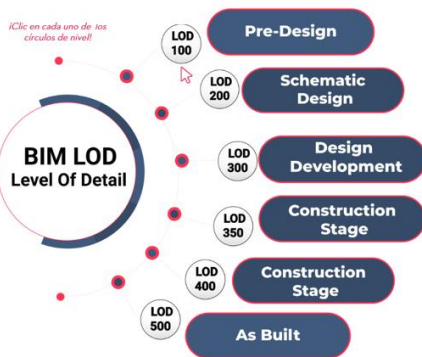 ¡Clic en cada uno de los
círculos de nivel!
LOD
100
Pre-Design
LOD
200
Schematic
Design
BIM LOD
Level Of Detail
LOD
300
Design
Development
LOD
350
Construction
Stage
LOD
400
Construction
Stage
LOD
500
As Built